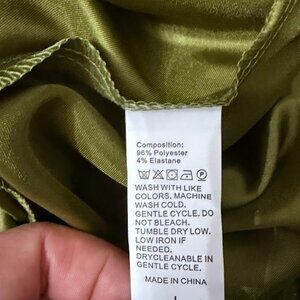 Composition:
96% Polyester
4% Elastane
WASH WITH LIKE
COLORS. MACHINE
WASH COLD.
GENTLE CYCLE. DO
NOT BLEACH.
TUMBLE DRY LOW.
LOW IRON IF
NEEDED.
DRYCLEANABLE IN
GENTLE CYCLE.
MADE IN CHINA